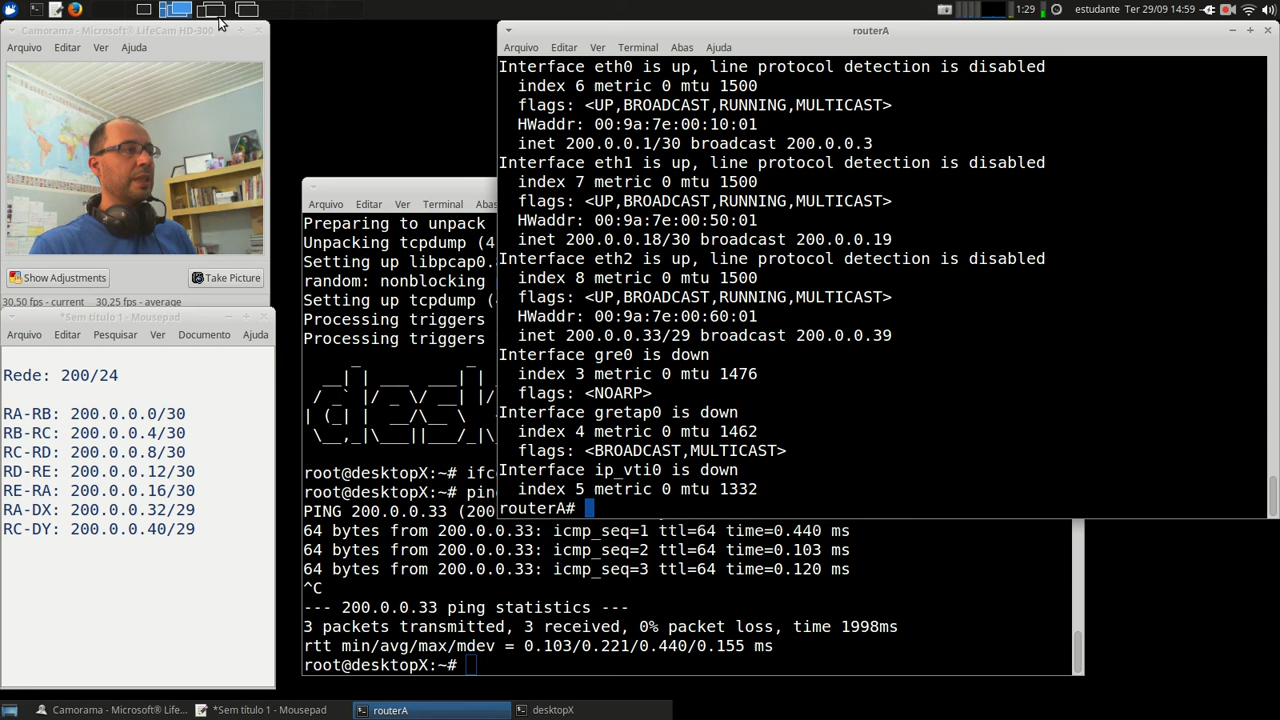 1:29
estudante Ter 29/09 14:59
Camorama - Microsoft® LifeCam HD-300
Arquivo Editar Ver Ajuda
Show Adjustments
Take Picture
30,50 fps - current 30,25 fps - average
*Sem título 1 - Mousepad
Arquivo Editar Pesquisar Ver Documento Ajuda
Rede: 200/24
RA-RB: 200.0.0.0/30
RB-RC: 200.0.0.4/30
RC-RD: 200.0.0.8/30
RD-RE: 200.0.0.12/30
RE-RA: 200.0.0.16/30
RA-DX: 200.0.0.32/29
RC-DY: 200.0.0.40/29
routerA
Arquivo Editar Ver Terminal Abas Ajuda
Interface eth0 is up, line protocol detection is disabled
index 6 metric 0 mtu 1500
flags: <UP,BROADCAST,RUNNING,MULTICAST>
HWaddr: 00:9a:7e:00:10:01
inet 200.0.0.1/30 broadcast 200.0.0.3
Interface eth1 is up, line protocol detection is disabled
index 7 metric 0 mtu 1500
flags: <UP,BROADCAST,RUNNING,MULTICAST>
HWaddr: 00:9a:7e:00:50:01
inet 200.0.0.18/30 broadcast 200.0.0.19
Interface eth2 is up, line protocol detection is disabled
index 8 metric 0 mtu 1500
flags: <UP,BROADCAST,RUNNING,MULTICAST>
HWaddr: 00:9a:7e:00:60:01
inet 200.0.0.33/29 broadcast 200.0.0.39
Interface gre0 is down
index 3 metric 0 mtu 1476
flags: <NOARP>
Interface gretap0 is down
index 4 metric 0 mtu 1462
flags: <BROADCAST,MULTICAST>
Interface ip_vti0 is down
index 5 metric 0 mtu 1332
routerA#
Arquivo Editar Ver Terminal Abas
Preparing to unpack
Unpacking tcpdump (4
Setting up libpcap0.
random: nonblocking
Setting up tcpdump (
Processing triggers
Processing triggers
root@desktopX:~# ifc
root@desktopX:~# pin
PING 200.0.0.33 (200
64 bytes from 200.0.0.33: icmp_seq=1 ttl=64 time=0.440 ms
64 bytes from 200.0.0.33: icmp_seq=2 ttl=64 time=0.103 ms
64 bytes from 200.0.0.33: icmp_seq=3 ttl=64 time=0.120 ms
^C
--- 200.0.0.33 ping statistics ---
3 packets transmitted, 3 received, 0% packet loss, time 1998ms
rtt min/avg/max/mdev = 0.103/0.221/0.440/0.155 ms
root@desktopX:~#
Camorama - Microsoft® LifeC...
*Sem título 1 - Mousepad
routerA
desktopX